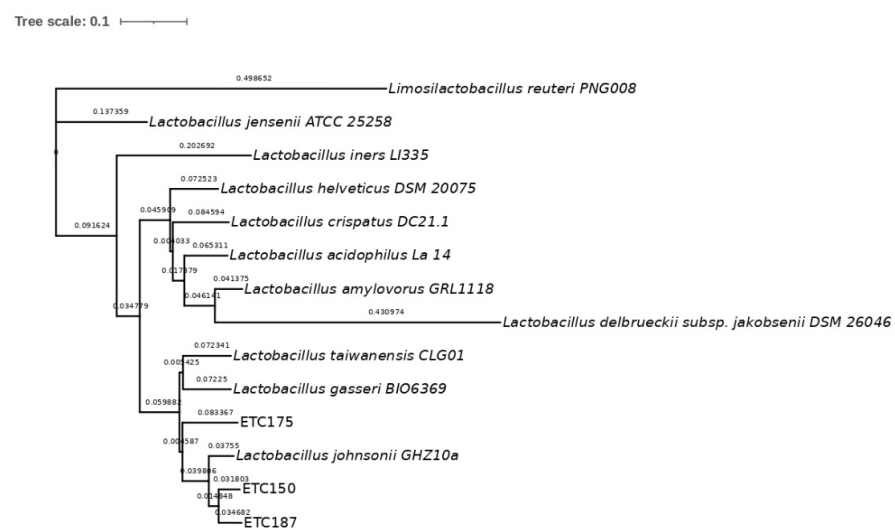 Tree scale: 0.1
0.498652
Limosilactobacillus reuteri PNG008
0.137359
Lactobacillus jensenii ATCC 25258
0
0.202692
Lactobacillus iners LI335
0.072523
Lactobacillus helveticus DSM 20075
0.045909
0.084594
Lactobacillus crispatus DC21.1
0.091624
0.004033
0.065311
Lactobacillus acidophilus La 14
0.017379
0.041375
Lactobacillus amylovorus GRL1118
0.046141
0.034779
0.430974
Lactobacillus delbrueckii subsp. jakobsenii DSM 26046
0.072341
Lactobacillus taiwanensis CLG01
0.005425
0.07225
Lactobacillus gasseri BIO6369
0.059882
0.083367
ETC175
0.004587
0.03755
Lactobacillus johnsonii GHZ10a
0.039806
0.031803
ETC150
0.014848
0.034682
ETC187